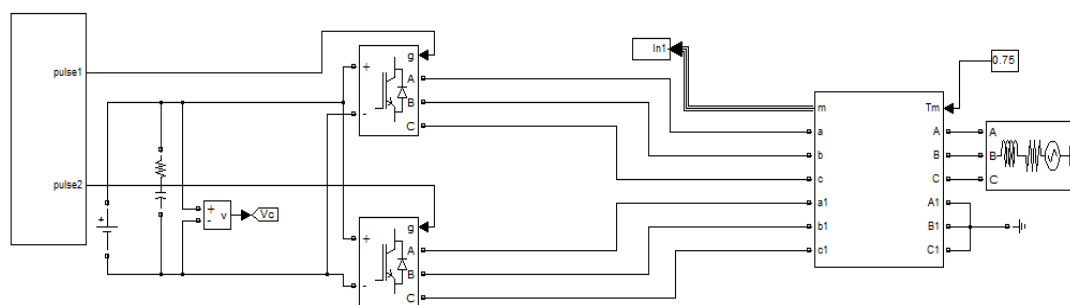 pulse1
pulse2
+
+
-
v
Vc
g
+
-
A
B
C
g
+
-
A
B
C
In1
0.75
m
a
b
c
a1
b1
c1
Tm
A
B
C
A1
B1
C1
A
B
C